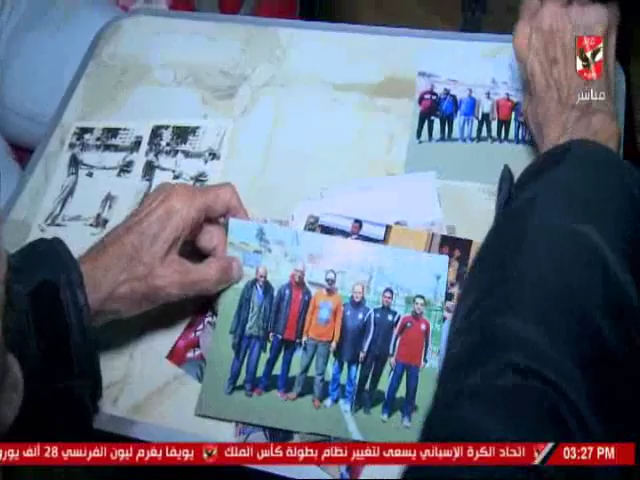 مباشر
اتحاد الكرة الإسباني يسعى لتغيير نظام بطولة كأس الملك يويفا يغرم ليون الفرنسي 28 ألف يورو
03:27 PM